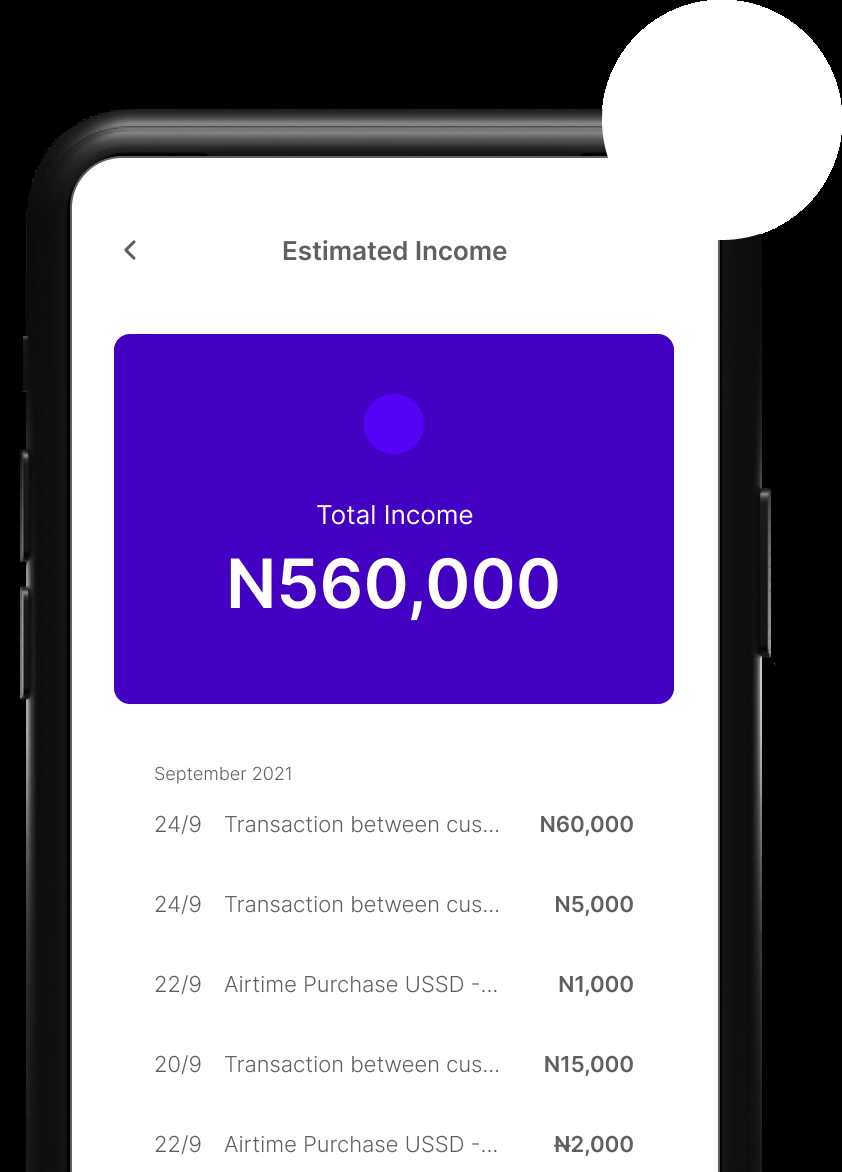 Estimated Income
Total Income
N560,000
September 2021
24/9 Transaction between cus... N60,000
24/9 Transaction between cus... N5,000
22/9 Airtime Purchase USSD -... N1,000
20/9 Transaction between cus... N15,000
22/9 Airtime Purchase USSD -... ₦2,000